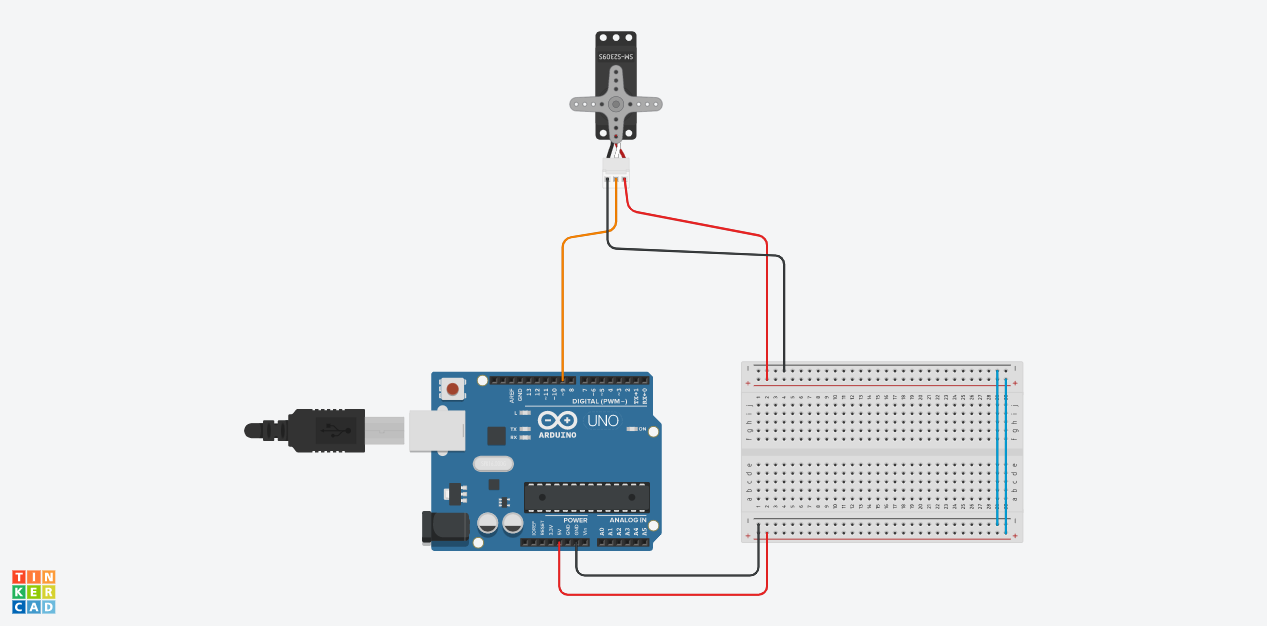 SM-S2309S
AREF
GND
13
12
~11
~10
~9
8
7
~6
~5
4
~3
2
TX→1
RX←0
DIGITAL (PWM ~)
L
TX
RX
ARDUINO
UNO
ON
POWER
ANALOG IN
IOREF
RESET
3.3V
5V
GND
GND
Vin
A0
A1
A2
A3
A4
A5
- -
+ +
j j
i i
h h
g g
f f
e e
d d
c c
b b
a a
- -
+ +
TIN
KER
CAD